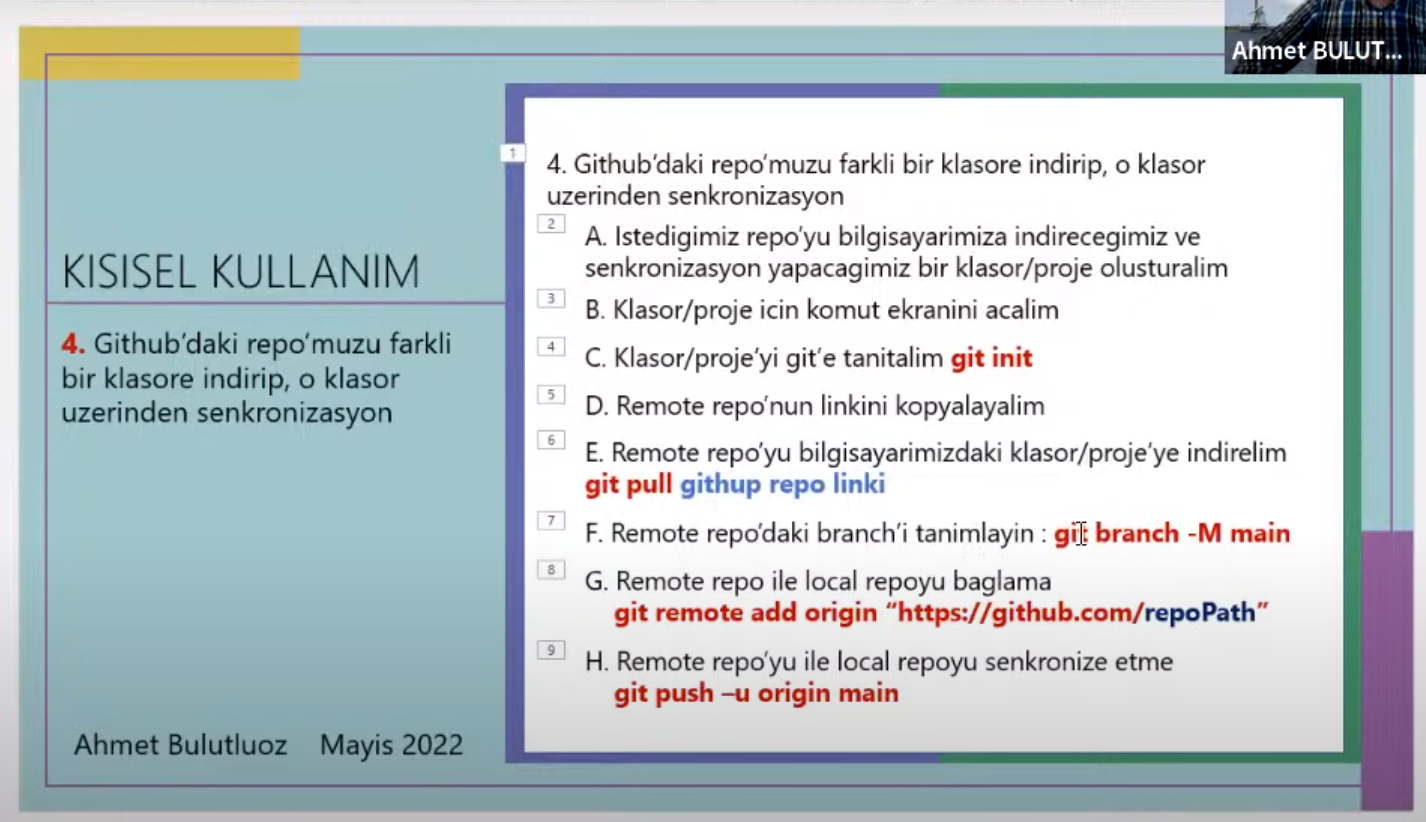 Ahmet BULUT...
KISISEL KULLANIM
4. Github'daki repo'muzu farkli
bir klasore indirip, o klasor
uzerinden senkronizasyon
Ahmet Bulutluoz Mayis 2022
1
4. Github'daki repo'muzu farkli bir klasore indirip, o klasor
uzerinden senkronizasyon
2
A. Istedigimiz repo'yu bilgisayarimiza indirecegimiz ve
senkronizasyon yapacagimiz bir klasor/proje olusturalim
3
B. Klasor/proje icin komut ekranini acalim
4
C. Klasor/proje'yi git'e tanitalim git init
5
D. Remote repo'nun linkini kopyalayalim
6
E. Remote repo'yu bilgisayarimizdaki klasor/proje'ye indirelim
git pull githup repo linki
7
F. Remote repo'daki branch'i tanimlayin : git branch -M main
8
G. Remote repo ile local repoyu baglama
git remote add origin “https://github.com/repoPath”
9
H. Remote repo'yu ile local repoyu senkronize etme
git push –u origin main